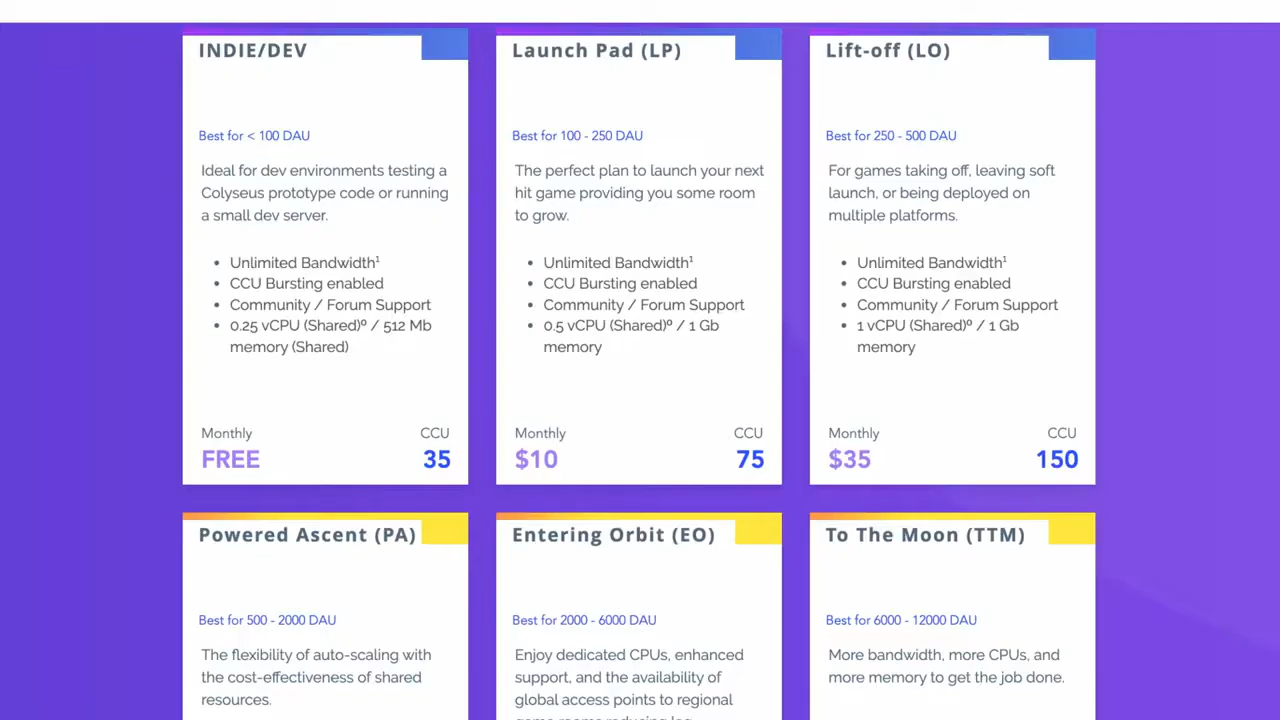 INDIE/DEV
Best for < 100 DAU
Ideal for dev environments testing a
Colyseus prototype code or running
a small dev server.
• Unlimited Bandwidth¹
• CCU Bursting enabled
• Community / Forum Support
• 0.25 vCPU (Shared)º / 512 Mb
memory (Shared)
Monthly CCU
FREE 35
Launch Pad (LP)
Best for 100 - 250 DAU
The perfect plan to launch your next
hit game providing you some room
to grow.
• Unlimited Bandwidth¹
• CCU Bursting enabled
• Community / Forum Support
• 0.5 vCPU (Shared)º / 1 Gb
memory
Monthly CCU
$10 75
Lift-off (LO)
Best for 250 - 500 DAU
For games taking off, leaving soft
launch, or being deployed on
multiple platforms.
• Unlimited Bandwidth¹
• CCU Bursting enabled
• Community / Forum Support
• 1 vCPU (Shared)º / 1 Gb
memory
Monthly CCU
$35 150
Powered Ascent (PA)
Best for 500 - 2000 DAU
The flexibility of auto-scaling with
the cost-effectiveness of shared
resources.
Entering Orbit (EO)
Best for 2000 - 6000 DAU
Enjoy dedicated CPUs, enhanced
support, and the availability of
global access points to regional
To The Moon (TTM)
Best for 6000 - 12000 DAU
More bandwidth, more CPUs, and
more memory to get the job done.